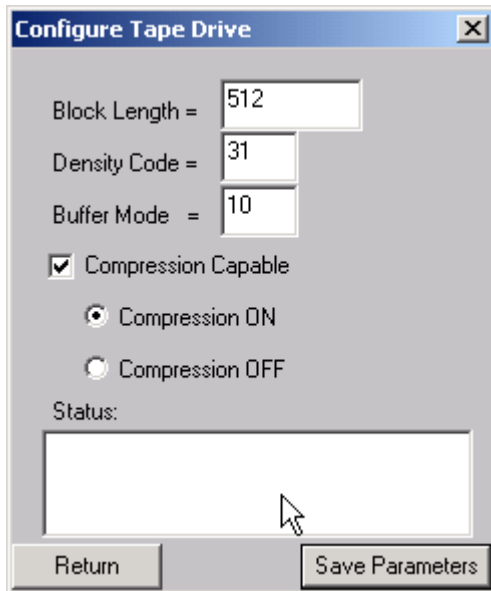 Configure Tape Drive
Block Length = 512
Density Code = 31
Buffer Mode = 10
Compression Capable
Compression ON
Compression OFF
Status:
Return Save Parameters